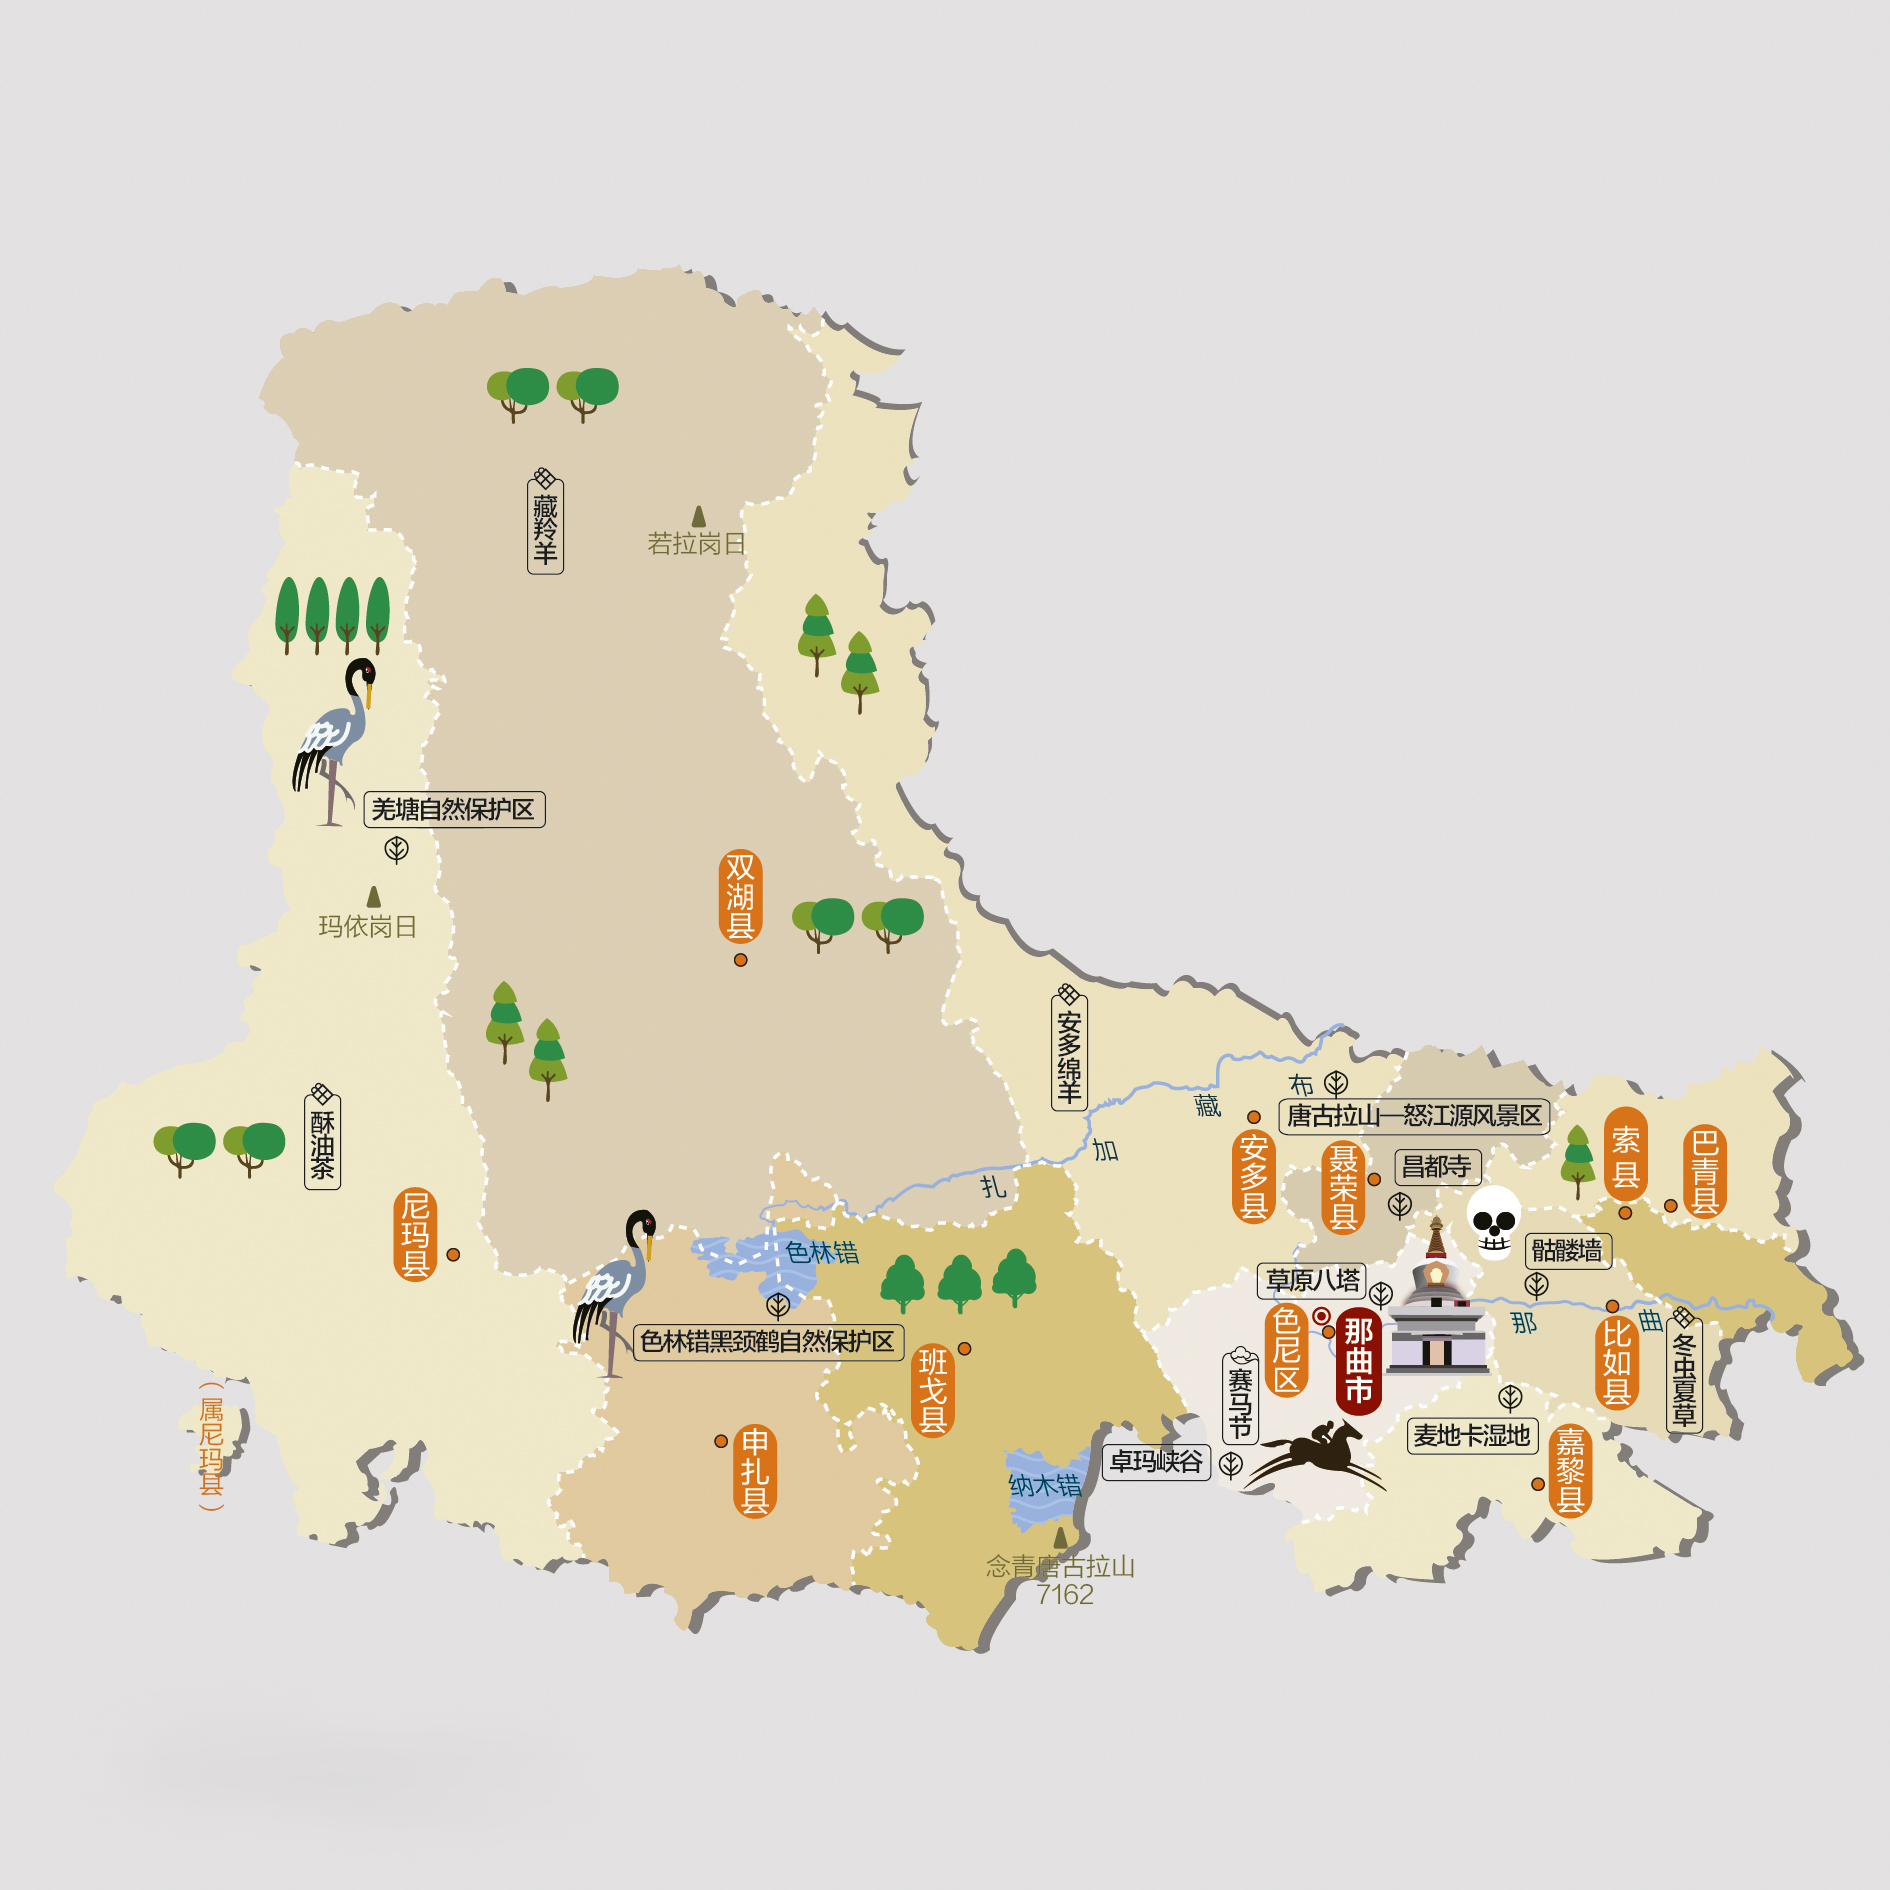 藏羚羊
若拉岗日
羌塘自然保护区
玛依岗日
双湖县
安多绵羊
酥油茶
尼玛县
布
藏
加
扎
唐古拉山—怒江源风景区
安多县
聂荣县
昌都寺
索县
巴青县
色林错
色林错黑颈鹤自然保护区
骷髅墙
草原八塔
色尼区
那曲市
那
曲
比如县
冬虫夏草
班戈县
赛马节
（属尼玛县）
申扎县
卓玛峡谷
麦地卡湿地
嘉黎县
纳木错
念青唐古拉山
7162